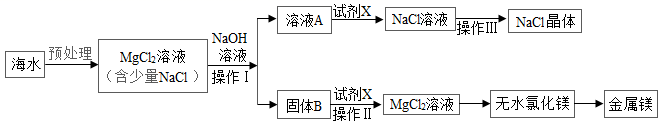 海水
预处理
MgCl₂溶液
（含少量NaCl ）
NaOH
溶液
操作Ⅰ
溶液A
试剂X
NaCl溶液
操作Ⅲ
NaCl晶体
固体B
试剂X
操作Ⅱ
MgCl₂溶液
无水氯化镁
金属镁